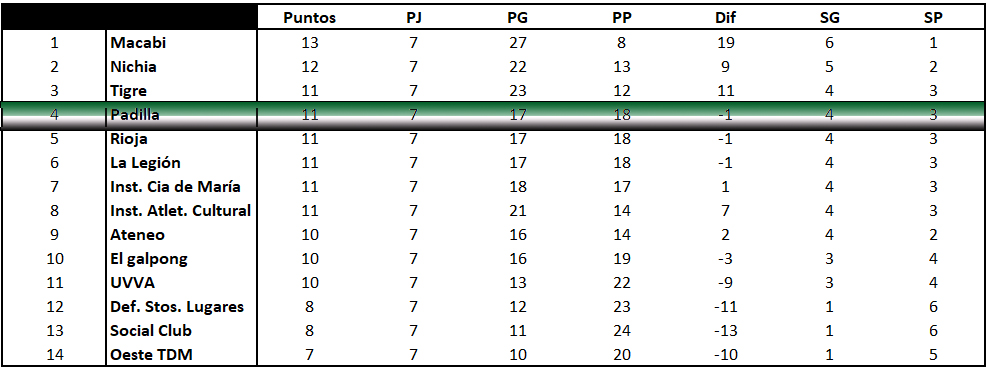 Puntos PJ PG PP Dif SG SP
1 Macabi 13 7 27 8 19 6 1
2 Nichia 12 7 22 13 9 5 2
3 Tigre 11 7 23 12 11 4 3
4 Padilla 11 7 17 18 -1 4 3
5 Rioja 11 7 17 18 -1 4 3
6 La Legión 11 7 17 18 -1 4 3
7 Inst. Cia de María 11 7 18 17 1 4 3
8 Inst. Atlet. Cultural 11 7 21 14 7 4 3
9 Ateneo 10 7 16 14 2 4 2
10 El galpong 10 7 16 19 -3 3 4
11 UVVA 10 7 13 22 -9 3 4
12 Def. Stos. Lugares 8 7 12 23 -11 1 6
13 Social Club 8 7 11 24 -13 1 6
14 Oeste TDM 7 7 10 20 -10 1 5